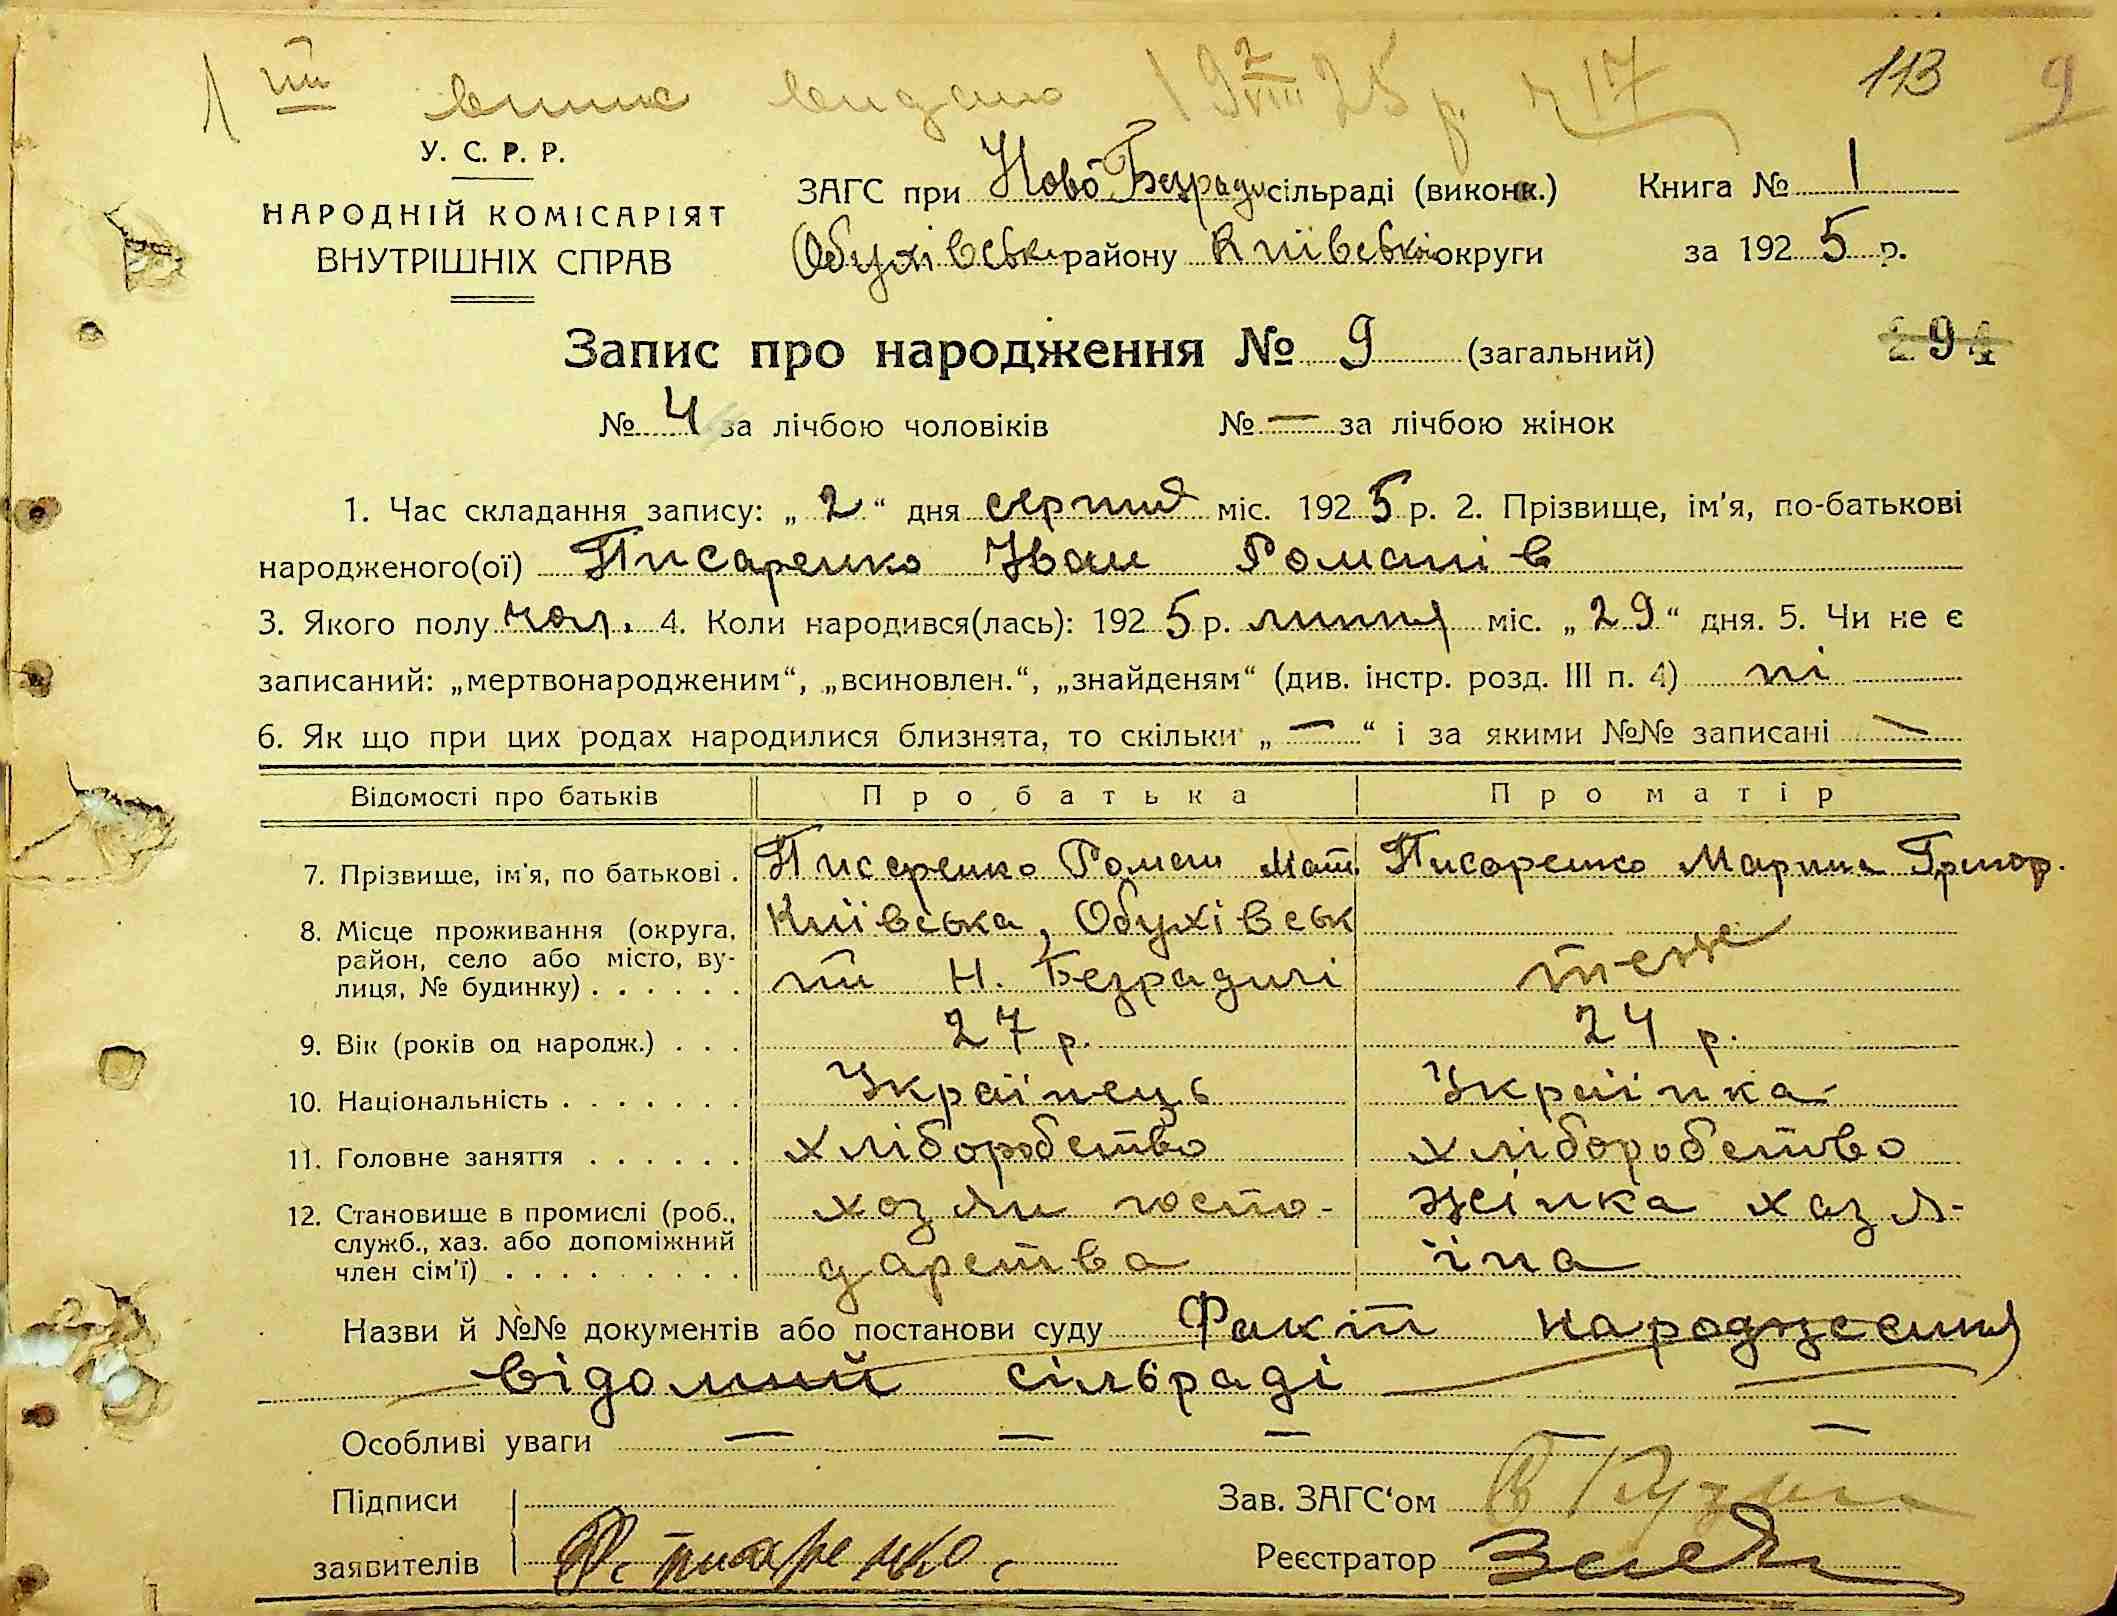 1ий випис видано 19 2/VIII 25 р. ч 17
113 9
У. С. Р. Р.
НАРОДНІЙ КОМІСАРІЯТ
ВНУТРІШНІХ СПРАВ
ЗАГС при Ново Безради сільраді (викон к.) Книга № 1
Обухівськ району Київської округи за 1925 р.
Запис про народження № 9 (загальний)
294
№ 4 за лічбою чоловіків № — за лічбою жінок
1. Час складання запису: „2“ дня серпня міс. 1925 р. 2. Прізвище, ім'я, по-батькові
народженого(ої) Писаренко Іван Романів
3. Якого полу чол. 4. Коли народився(лась): 1925 р. липня міс. „29“ дня. 5. Чи не є
записаний: „мертвонародженим“, „всиновлен.“, „знайденям“ (див. інстр. розд. III п. 4) ні
6. Як що при цих родах народилися близнята, то скільки „—“ і за якими №№ записані —
Відомості про батьків Про батька Про матір
7. Прізвище, ім'я, по батькові . Писаренко Роман Мат. Писаренко Марина Григор.
8. Місце проживання (округа, Київська, Обухівськ
район, село або місто, ву-
лиця, № будинку) . . . . . . ий Н. Безрадичі теже
9. Вік (років од народж.) . . . 27 р. 24 р.
10. Національність . . . . . . . Українець Українка
11. Головне заняття . . . . . . хліборобство хліборобство
12. Становище в промислі (роб., хозяін госпо- жінка хазя-
служб., хаз. або допоміжний
член сім'ї) . . . . . . . . . дарства їна
Назви й №№ документів або постанови суду Факт народження
відомий сільраді
Особливі уваги — — — — —
Підписи Зав. ЗАГС'ом
заявителів Р. писаренко. Реєстратор